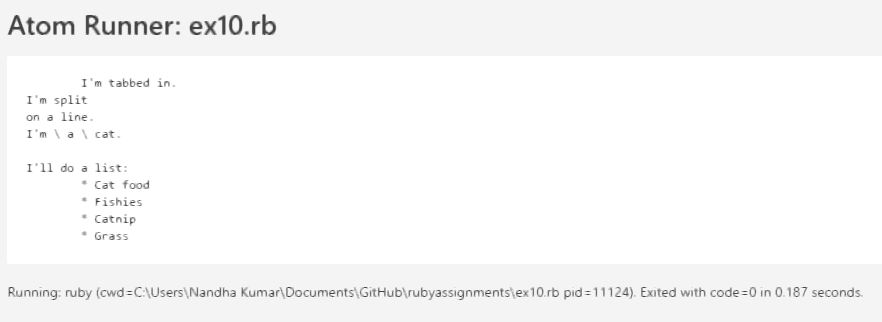 Atom Runner: ex10.rb
I'm tabbed in.
I'm split
on a line.
I'm \ a \ cat.
I'll do a list:
* Cat food
* Fishies
* Catnip
* Grass
Running: ruby (cwd=C:\Users\Nandha Kumar\Documents\GitHub\rubyassignments\ex10.rb pid=11124). Exited with code=0 in 0.187 seconds.